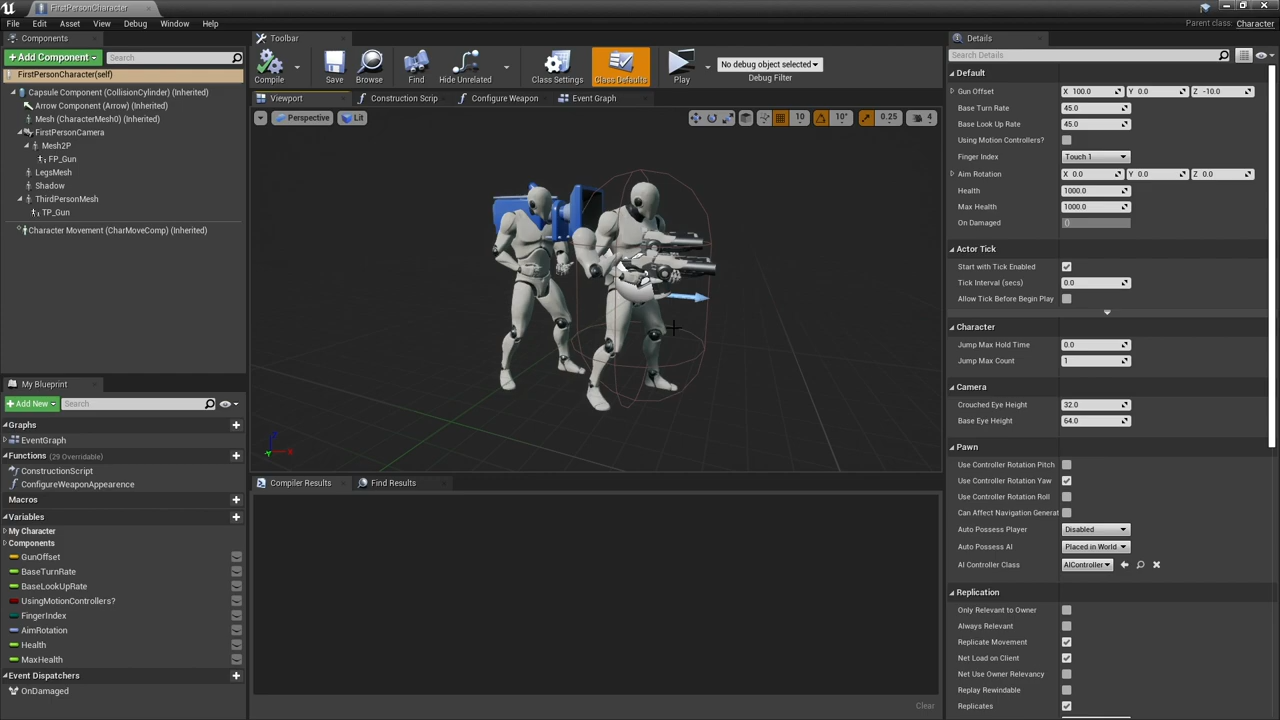 FirstPersonCharacter
File Edit Asset View Debug Window Help
Parent class: Character
Components
+Add Component
Search
FirstPersonCharacter(self)
Capsule Component (CollisionCylinder) (Inherited)
Arrow Component (Arrow) (Inherited)
Mesh (CharacterMesh0) (Inherited)
FirstPersonCamera
Mesh2P
FP_Gun
LegsMesh
Shadow
ThirdPersonMesh
TP_Gun
Character Movement (CharMoveComp) (Inherited)
My Blueprint
+Add New
Search
Graphs
EventGraph
Functions (29 Overridable)
ConstructionScript
ConfigureWeaponAppearence
Macros
Variables
My Character
Components
GunOffset
BaseTurnRate
BaseLookUpRate
UsingMotionControllers?
FingerIndex
AimRotation
Health
MaxHealth
Event Dispatchers
OnDamaged
Toolbar
Compile Save Browse Find Hide Unrelated Class Settings Class Defaults Play
No debug object selected
Debug Filter
Viewport Construction Scrip Configure Weapon Event Graph
Perspective Lit 10 10° 0.25 4
Z
X
Y
Compiler Results Find Results
Clear
Details
Search Details
Default
Gun Offset X 100.0 Y 0.0 Z -10.0
Base Turn Rate 45.0
Base Look Up Rate 45.0
Using Motion Controllers?
Finger Index Touch 1
Aim Rotation X 0.0 Y 0.0 Z 0.0
Health 1000.0
Max Health 1000.0
On Damaged ()
Actor Tick
Start with Tick Enabled
Tick Interval (secs) 0.0
Allow Tick Before Begin Play
Character
Jump Max Hold Time 0.0
Jump Max Count 1
Camera
Crouched Eye Height 32.0
Base Eye Height 64.0
Pawn
Use Controller Rotation Pitch
Use Controller Rotation Yaw
Use Controller Rotation Roll
Can Affect Navigation Generat
Auto Possess Player Disabled
Auto Possess AI Placed in World
AI Controller Class AIController
Replication
Only Relevant to Owner
Always Relevant
Replicate Movement
Net Load on Client
Net Use Owner Relevancy
Replay Rewindable
Replicates